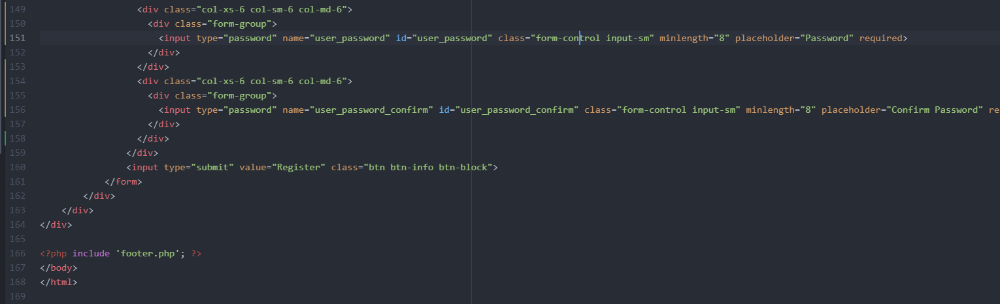 149 <div class="col-xs-6 col-sm-6 col-md-6">
150 <div class="form-group">
151 <input type="password" name="user_password" id="user_password" class="form-control input-sm" minlength="8" placeholder="Password" required>
152 </div>
153 </div>
154 <div class="col-xs-6 col-sm-6 col-md-6">
155 <div class="form-group">
156 <input type="password" name="user_password_confirm" id="user_password_confirm" class="form-control input-sm" minlength="8" placeholder="Confirm Password" re
157 </div>
158 </div>
159 </div>
160 <input type="submit" value="Register" class="btn btn-info btn-block">
161 </form>
162 </div>
163 </div>
164 </div>
165
166 <?php include 'footer.php'; ?>
167 </body>
168 </html>
169